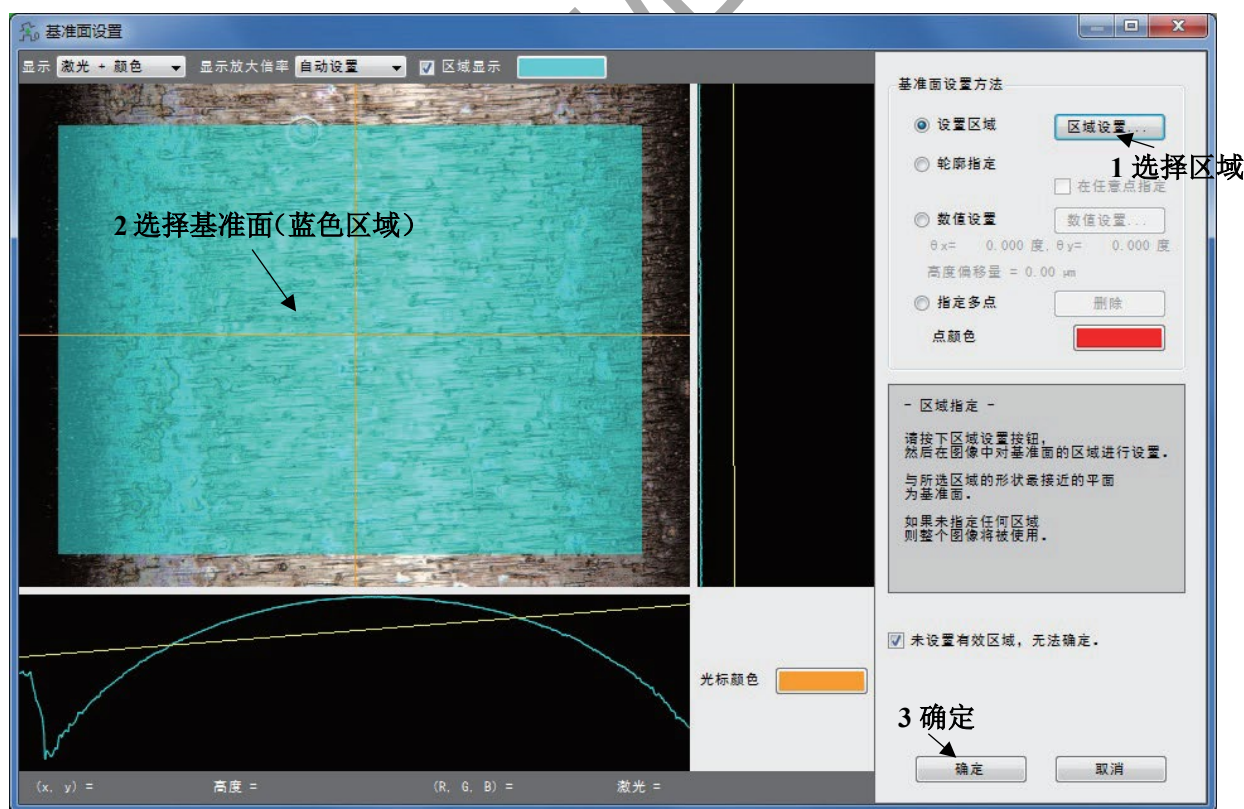 基准面设置
显示 激光 + 颜色 显示放大倍率 自动设置 区域显示
基准面设置方法
设置区域 区域设置...
1 选择区域
轮廓指定
在任意点指定
2 选择基准面(蓝色区域)
数值设置 数值设置...
θx= 0.000 度, θy= 0.000 度
高度偏移量 = 0.00 μm
指定多点 删除
点颜色
- 区域指定 -
请按下区域设置按钮,
然后在图像中对基准面的区域进行设置.
与所选区域的形状最接近的平面
为基准面.
如果未指定任何区域
则整个图像将被使用.
未设置有效区域, 无法确定.
光标颜色
3 确定
确定 取消
(x, y) = 高度 = (R, G, B) = 激光 =